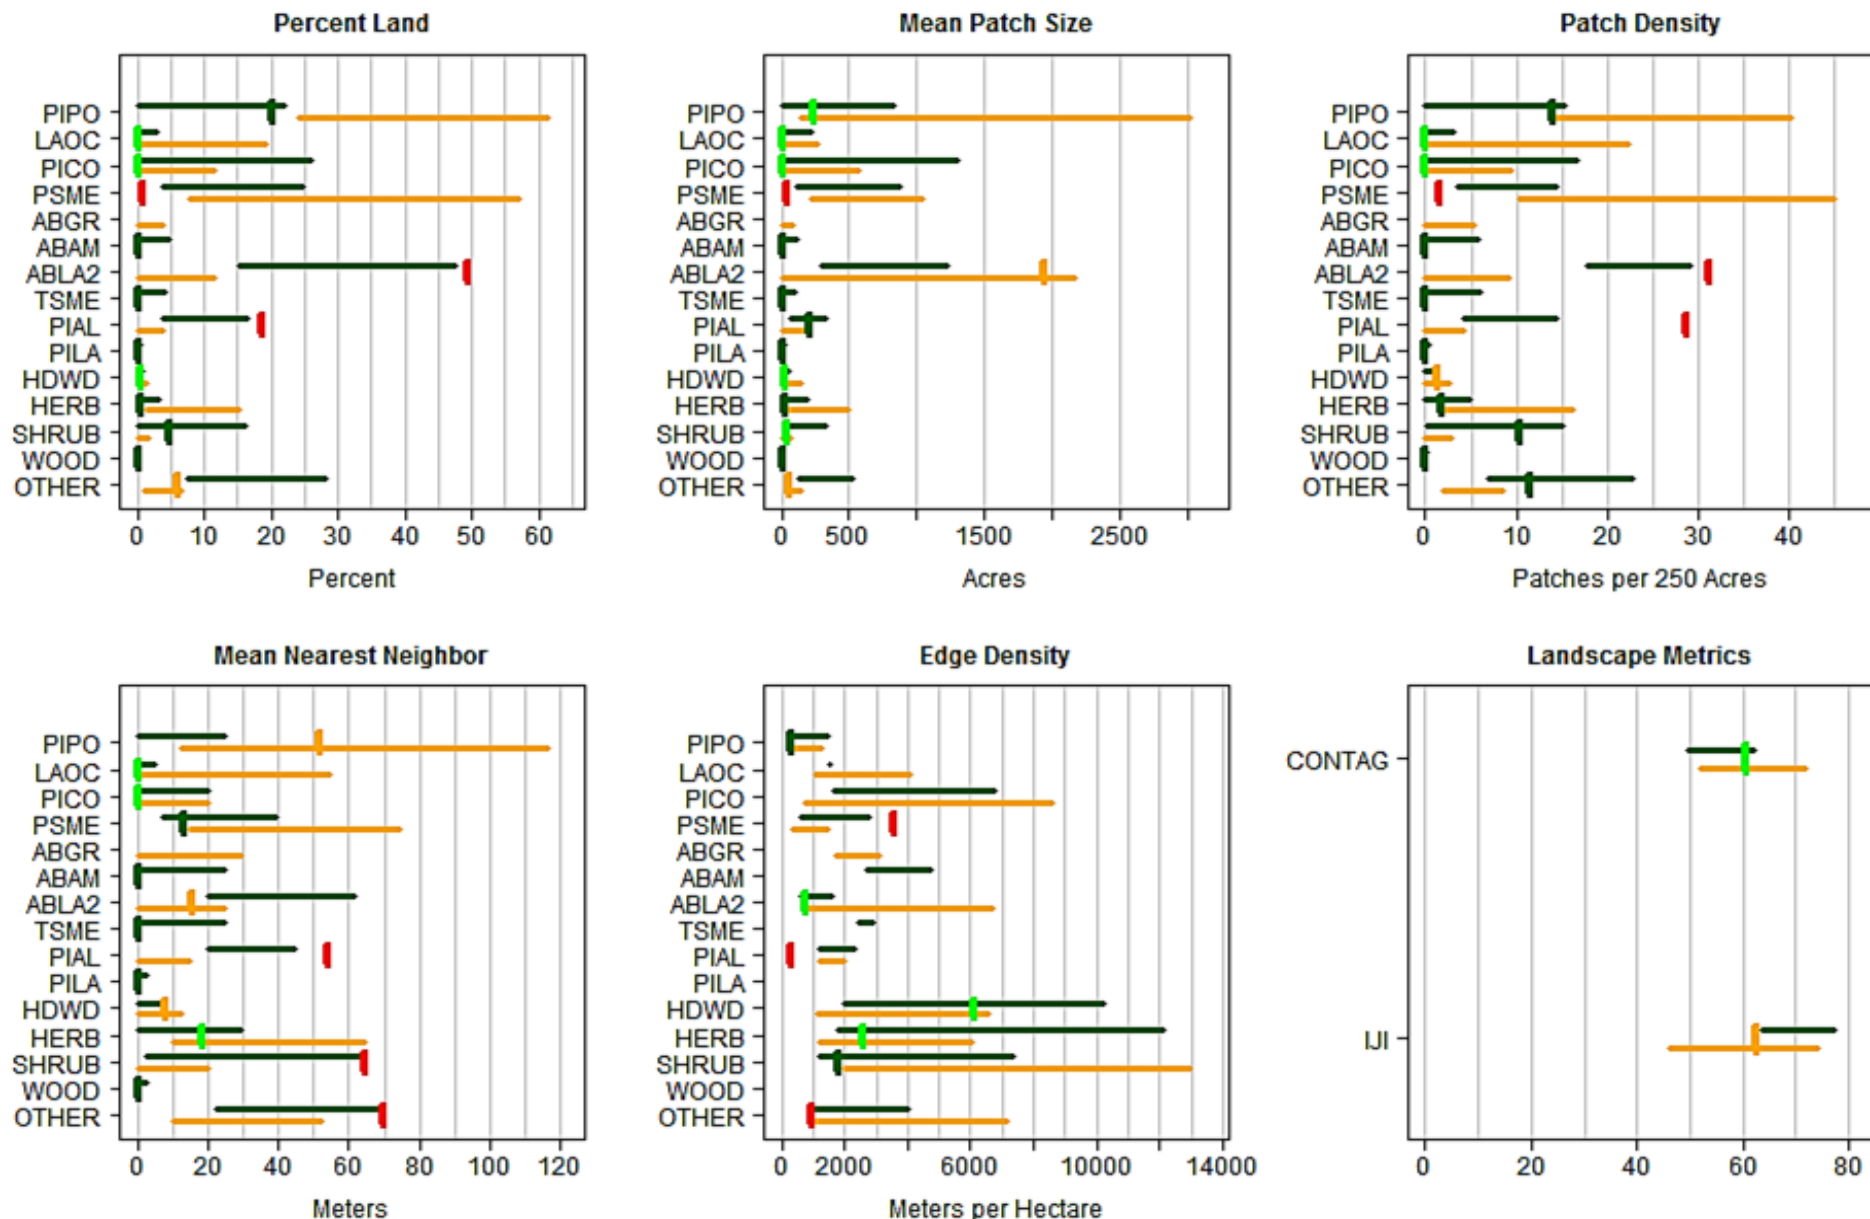 Percent Land
PIPO
LAOC
PICO
PSME
ABGR
ABAM
ABLA2
TSME
PIAL
PILA
HDWD
HERB
SHRUB
WOOD
OTHER
0 10 20 30 40 50 60
Percent
Mean Patch Size
PIPO
LAOC
PICO
PSME
ABGR
ABAM
ABLA2
TSME
PIAL
PILA
HDWD
HERB
SHRUB
WOOD
OTHER
0 500 1500 2500
Acres
Patch Density
PIPO
LAOC
PICO
PSME
ABGR
ABAM
ABLA2
TSME
PIAL
PILA
HDWD
HERB
SHRUB
WOOD
OTHER
0 10 20 30 40
Patches per 250 Acres
Mean Nearest Neighbor
PIPO
LAOC
PICO
PSME
ABGR
ABAM
ABLA2
TSME
PIAL
PILA
HDWD
HERB
SHRUB
WOOD
OTHER
0 20 40 60 80 100 120
Meters
Edge Density
PIPO
LAOC
PICO
PSME
ABGR
ABAM
ABLA2
TSME
PIAL
PILA
HDWD
HERB
SHRUB
WOOD
OTHER
0 2000 6000 10000 14000
Meters per Hectare
Landscape Metrics
CONTAG
IJI
0 20 40 60 80